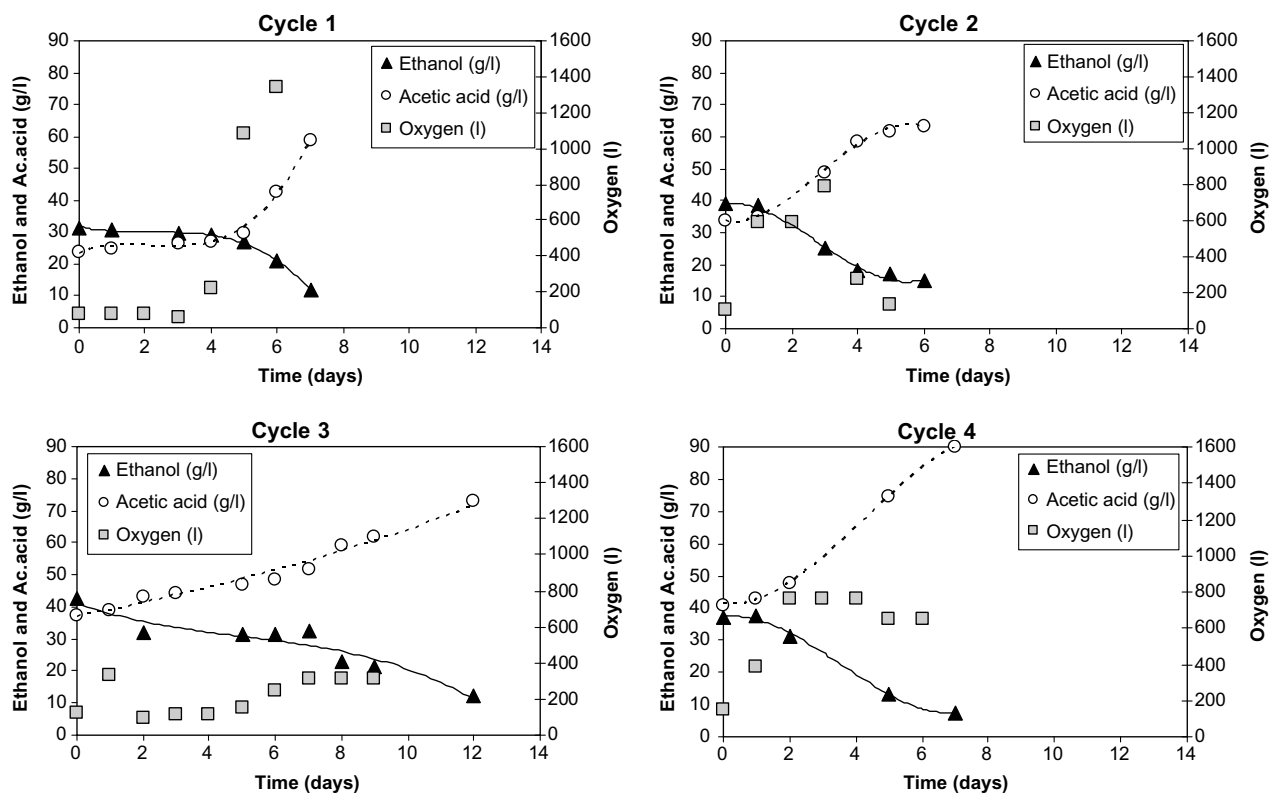 Cycle 1
90
80
70
60
50
40
30
20
10
0
Ethanol and Ac.acid (g/l)
1600
1400
1200
1000
800
600
400
200
0
Oxygen (l)
Ethanol (g/l)
Acetic acid (g/l)
Oxygen (l)
0 2 4 6 8 10 12 14
Time (days)
Cycle 2
90
80
70
60
50
40
30
20
10
0
Ethanol and Ac.acid (g/l)
1600
1400
1200
1000
800
600
400
200
0
Oxygen (l)
Ethanol (g/l)
Acetic acid (g/l)
Oxygen (l)
0 2 4 6 8 10 12 14
Time (days)
Cycle 3
90
80
70
60
50
40
30
20
10
0
Ethanol and Ac.acid (g/l)
1600
1400
1200
1000
800
600
400
200
0
Oxygen (l)
Ethanol (g/l)
Acetic acid (g/l)
Oxygen (l)
0 2 4 6 8 10 12 14
Time (days)
Cycle 4
90
80
70
60
50
40
30
20
10
0
Ethanol and Ac.acid (g/l)
1600
1400
1200
1000
800
600
400
200
0
Oxygen (l)
Ethanol (g/l)
Acetic acid (g/l)
Oxygen (l)
0 2 4 6 8 10 12 14
Time (days)